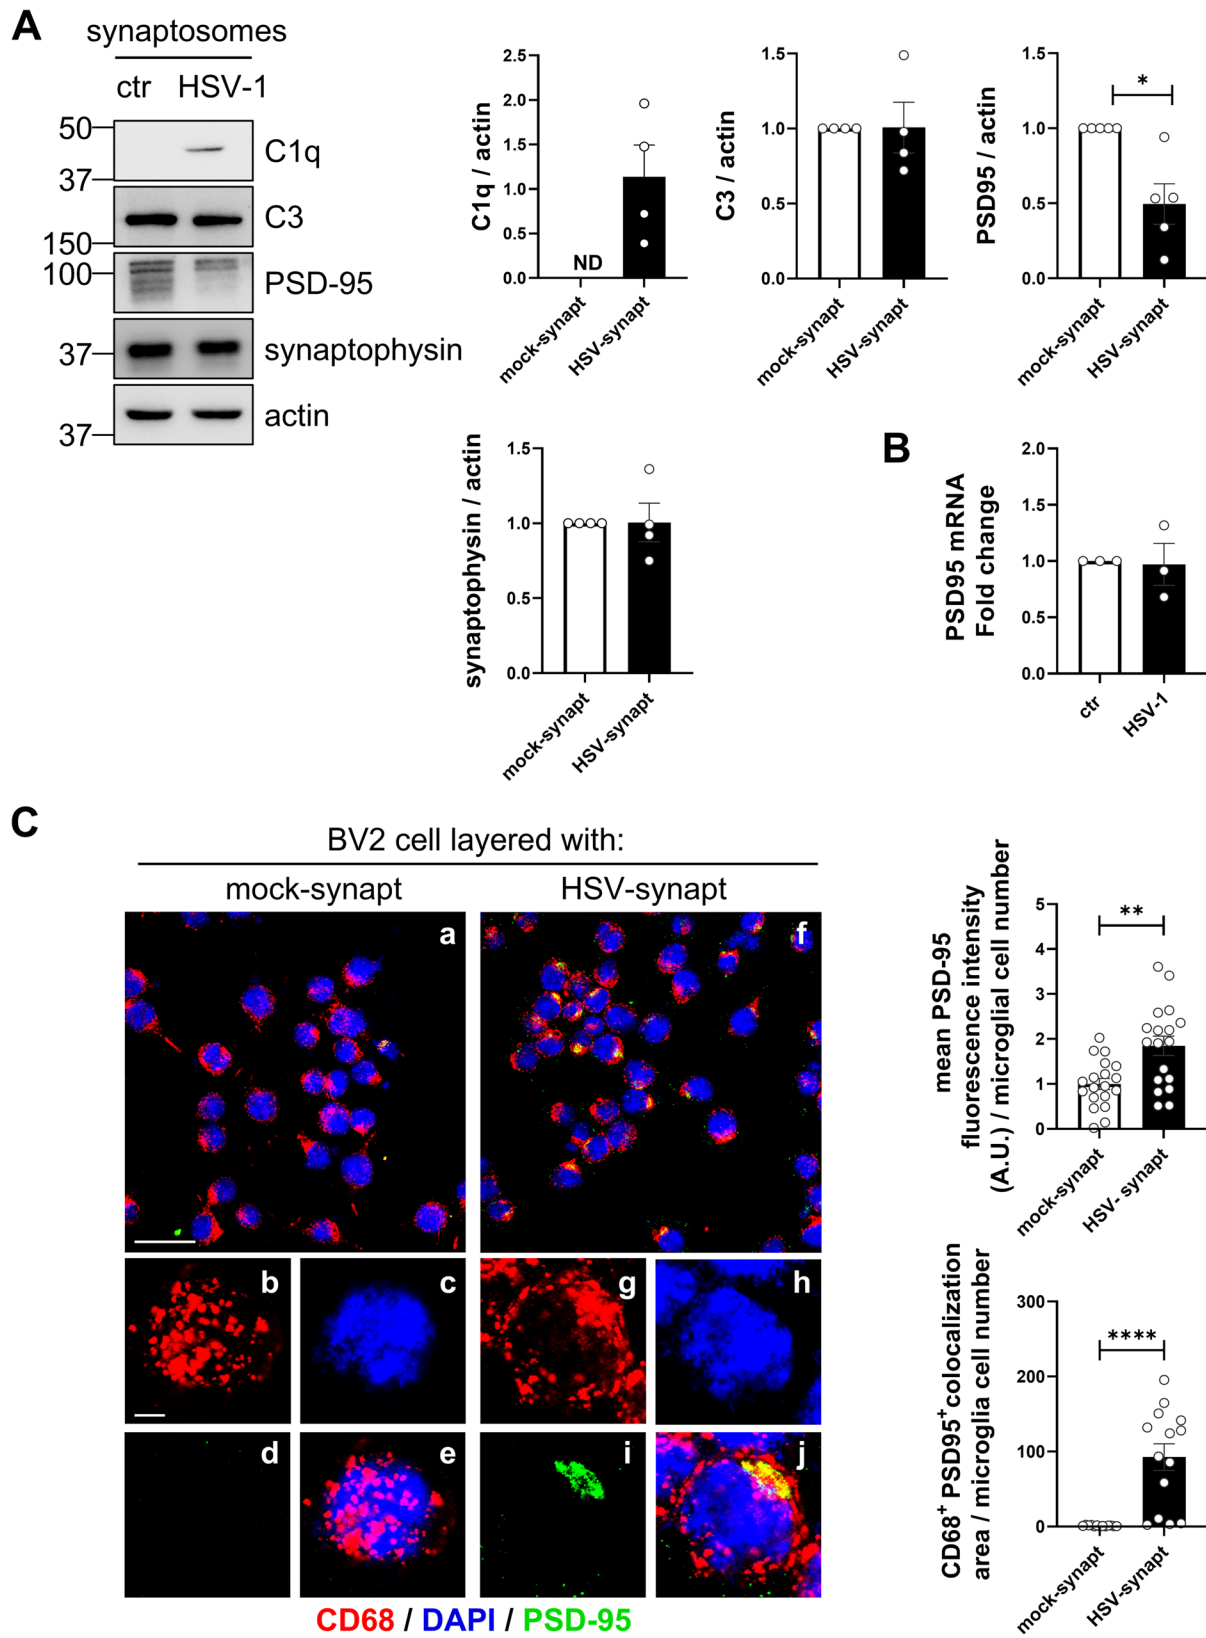 A
synaptosomes
ctr HSV-1
50
37
150
100
37
37
C1q
C3
PSD-95
synaptophysin
actin
C1q / actin
2.5
2.0
1.5
1.0
0.5
0.0
ND
mock-synapt
HSV-synapt
C3 / actin
1.5
1.0
0.5
0.0
mock-synapt
HSV-synapt
PSD95 / actin
1.5
1.0
0.5
0.0
*
mock-synapt
HSV-synapt
synaptophysin / actin
1.5
1.0
0.5
0.0
mock-synapt
HSV-synapt
B
PSD95 mRNA
Fold change
2.0
1.5
1.0
0.5
0.0
ctr
HSV-1
C
BV2 cell layered with:
mock-synapt HSV-synapt
a
f
b
c
g
h
d
e
i
j
CD68 / DAPI / PSD-95
mean PSD-95
fluorescence intensity
(A.U.) / microglial cell number
5
4
3
2
1
0
**
mock-synapt
HSV- synapt
CD68+ PSD95+colocalization
area / microglia cell number
300
200
100
0
****
mock-synapt
HSV-synapt